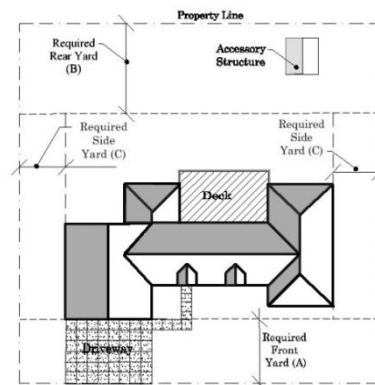 Property Line
Required
Rear Yard
(B)
Accessory
Structure
Required
Side
Yard (C)
Required
Side
Yard (C)
Deck
Driveway
Required
Front
Yard (A)